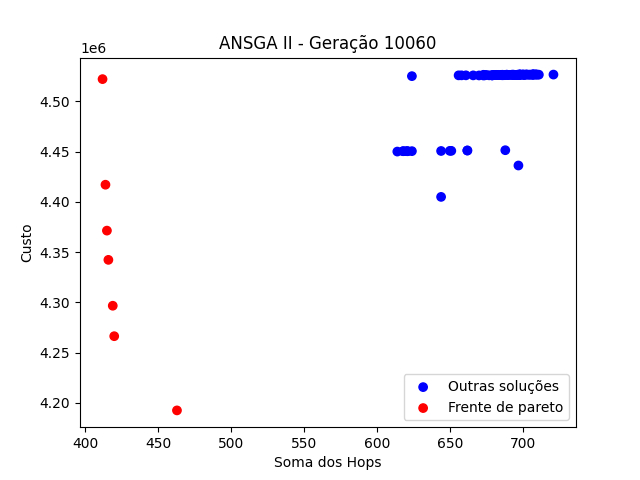 ANSGA II - Geração 10060
1e6
4.50
4.45
4.40
4.35
4.30
4.25
4.20
Custo
400 450 500 550 600 650 700
Soma dos Hops
Outras soluções
Frente de pareto